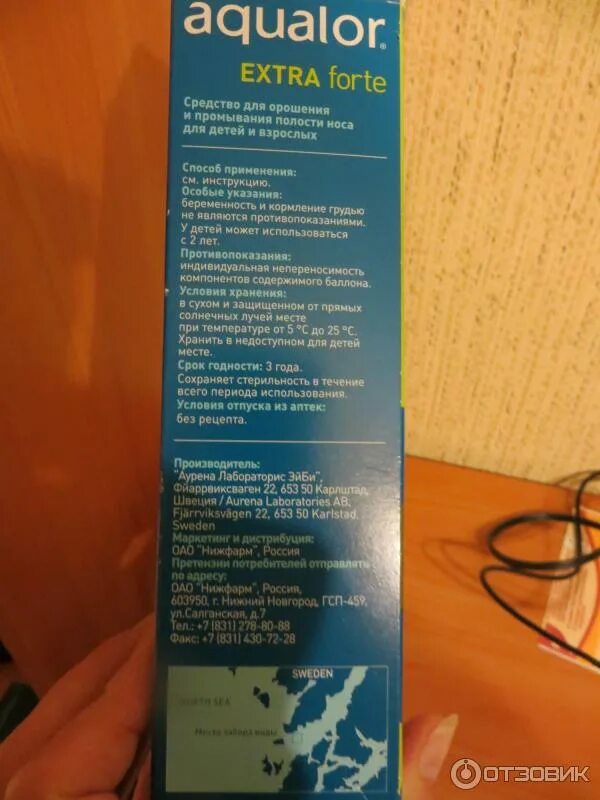 aqualor®
EXTRA forte
Средство для орошения
и промывания полости носа
для детей и взрослых
Способ применения:
см. инструкцию.
Особые указания:
беременность и кормление грудью
не являются противопоказаниями.
У детей может использоваться
с 2 лет.
Противопоказания:
индивидуальная непереносимость
компонентов содержимого баллона.
Условия хранения:
в сухом и защищенном от прямых
солнечных лучей месте
при температуре от 5 °C до 25 °C.
Хранить в недоступном для детей
месте.
Срок годности: 3 года.
Сохраняет стерильность в течение
всего периода использования.
Условия отпуска из аптек:
без рецепта.
Производитель:
"Аурена Лабораторис ЭйБи",
Фйаррвиксваген 22, 653 50 Карлштад,
Швеция / Aurena Laboratories AB,
Fjärrviksvägen 22, 653 50 Karlstad.
Sweden
Маркетинг и дистрибуция:
ОАО "Нижфарм", Россия
Претензии потребителей отправлять
по адресу:
ОАО "Нижфарм", Россия,
603950, г. Нижний Новгород, ГСП-459,
ул.Салганская, д.7
Тел.: +7 (831) 278-80-88
Факс: +7 (831) 430-72-28
SWEDEN
NORTH SEA
Место забора воды
ОТЗОВИК